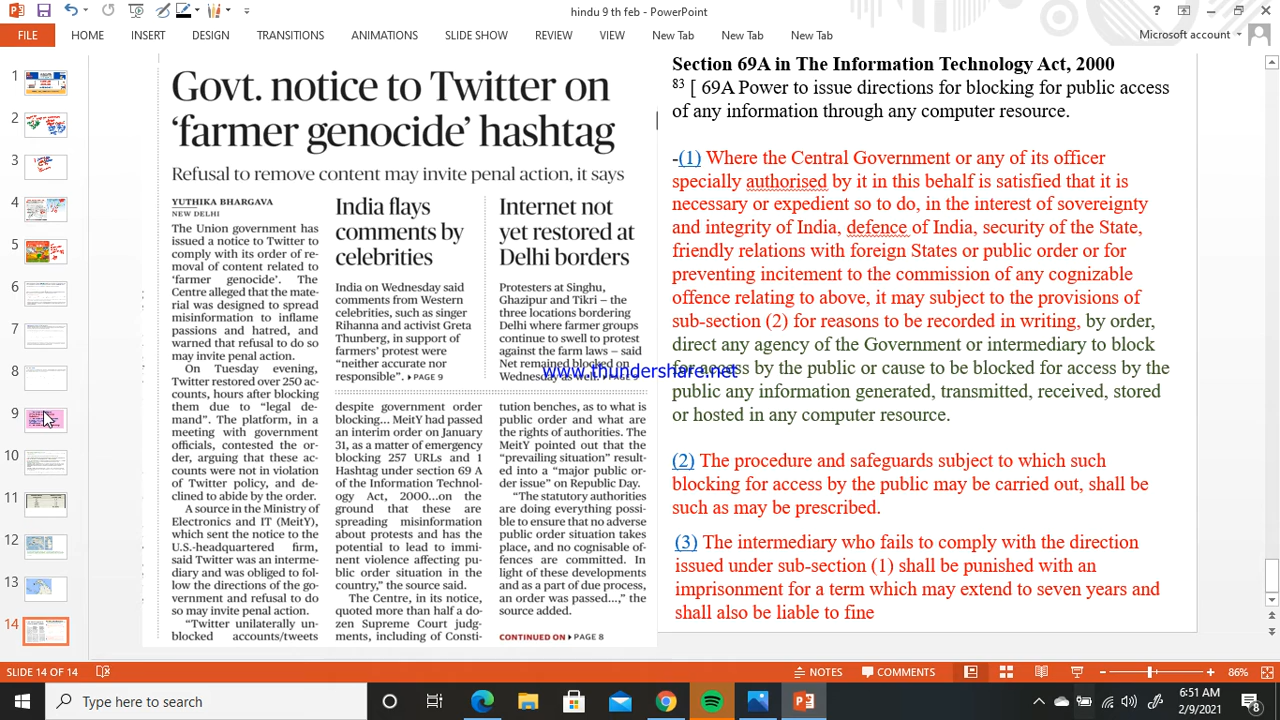 hindu 9 th feb - PowerPoint
FILE
HOME
INSERT
DESIGN
TRANSITIONS
ANIMATIONS
SLIDE SHOW
REVIEW
VIEW
New Tab
New Tab
New Tab
Microsoft account
1
2
3
4
5
6
7
8
9
10
11
12
13
14
Govt. notice to Twitter on
‘farmer genocide’ hashtag
Refusal to remove content may invite penal action, it says
YUTHIKA BHARGAVA
NEW DELHI
The Union government has
issued a notice to Twitter to
comply with its order of re-
moval of content related to
‘farmer genocide’. The
Centre alleged that the mate-
rial was designed to spread
misinformation to inflame
passions and hatred, and
warned that refusal to do so
may invite penal action.
On Tuesday evening,
Twitter restored over 250 ac-
counts, hours after blocking
them due to “legal de-
mand”. The platform, in a
meeting with government
officials, contested the or-
der, arguing that these ac-
counts were not in violation
of Twitter policy, and de-
clined to abide by the order.
A source in the Ministry of
Electronics and IT (MeitY),
which sent the notice to the
U.S.-headquartered firm,
said Twitter was an interme-
diary and was obliged to fol-
low the directions of the go-
vernment and refusal to do
so may invite penal action.
“Twitter unilaterally un-
blocked accounts/tweets
India flays
comments by
celebrities
India on Wednesday said
comments from Western
celebrities, such as singer
Rihanna and activist Greta
Thunberg, in support of
farmers’ protest were
“neither accurate nor
responsible”. ▸ PAGE 9
Internet not
yet restored at
Delhi borders
Protesters at Singhu,
Ghazipur and Tikri – the
three locations bordering
Delhi where farmer groups
continue to swell to protest
against the farm laws – said
Net remained blocked on
Wednesday as well. ▸ PAGE 9
www.thundershare.net
despite government order
blocking... MeitY had passed
an interim order on January
31, as a matter of emergency
blocking 257 URLs and 1
Hashtag under section 69 A
of the Information Technol-
ogy Act, 2000...on the
ground that these are
spreading misinformation
about protests and has the
potential to lead to immi-
nent violence affecting pu-
blic order situation in the
country,” the source said.
The Centre, in its notice,
quoted more than half a do-
zen Supreme Court judg-
ments, including of Consti-
tution benches, as to what is
public order and what are
the rights of authorities. The
MeitY pointed out that the
“prevailing situation” result-
ed into a “major public or-
der issue” on Republic Day.
“The statutory authorities
are doing everything possi-
ble to ensure that no adverse
public order situation takes
place, and no cognisable of-
fences are committed. In
light of these developments
and as a part of due process,
an order was passed...,” the
source added.
CONTINUED ON ▸ PAGE 8
Section 69A in The Information Technology Act, 2000
83 [ 69A Power to issue directions for blocking for public access
of any information through any computer resource.
-(1) Where the Central Government or any of its officer
specially authorised by it in this behalf is satisfied that it is
necessary or expedient so to do, in the interest of sovereignty
and integrity of India, defence of India, security of the State,
friendly relations with foreign States or public order or for
preventing incitement to the commission of any cognizable
offence relating to above, it may subject to the provisions of
sub-section (2) for reasons to be recorded in writing, by order,
direct any agency of the Government or intermediary to block
for access by the public or cause to be blocked for access by the
public any information generated, transmitted, received, stored
or hosted in any computer resource.
(2) The procedure and safeguards subject to which such
blocking for access by the public may be carried out, shall be
such as may be prescribed.
(3) The intermediary who fails to comply with the direction
issued under sub-section (1) shall be punished with an
imprisonment for a term which may extend to seven years and
shall also be liable to fine
SLIDE 14 OF 14
NOTES
COMMENTS
86%
Type here to search
6:51 AM
2/9/2021
8